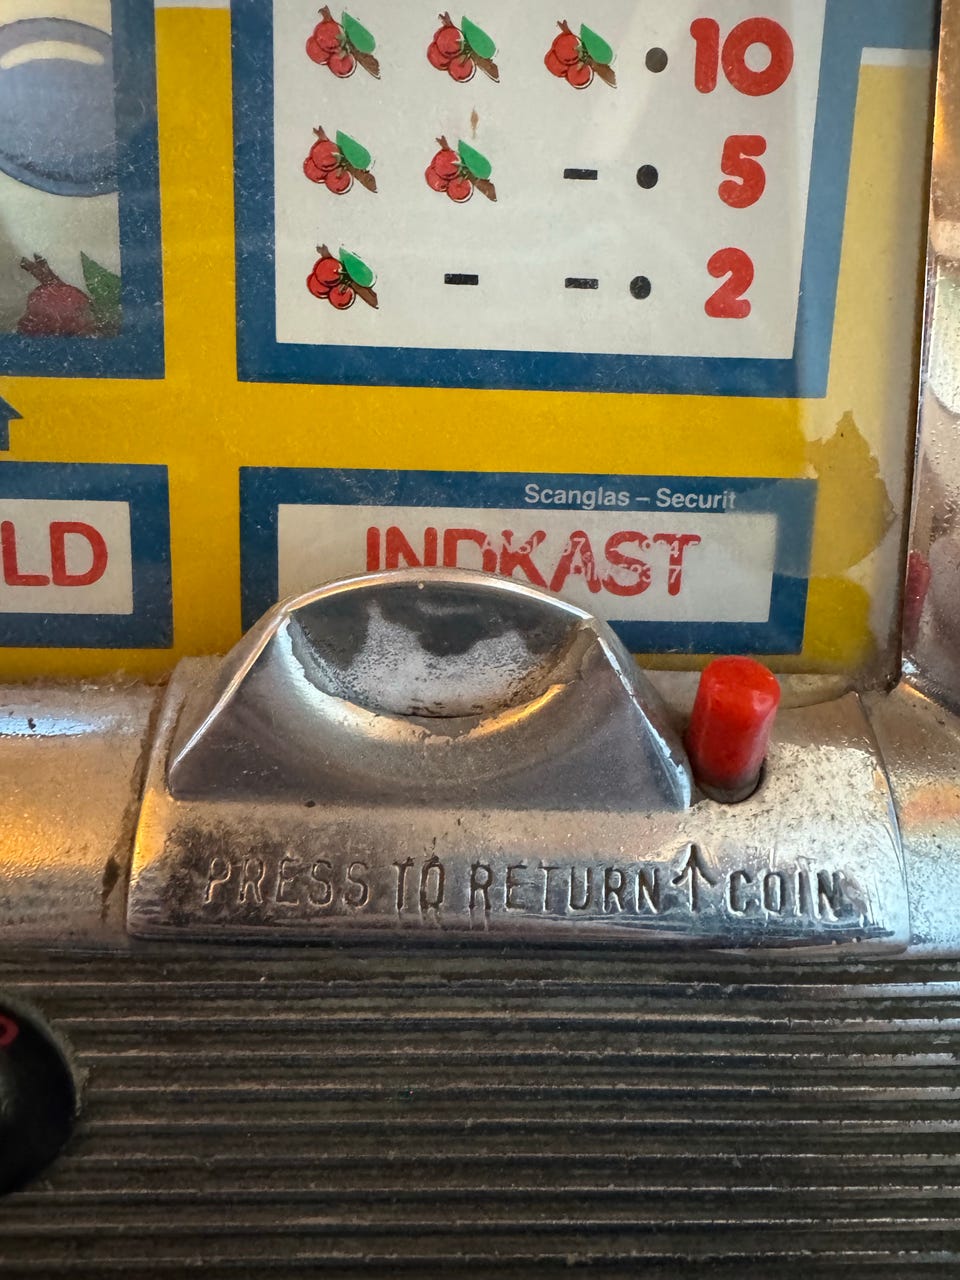 10
5
2
Scanglas – Securit
LD
INDKAST
PRESS TO RETURN ↑ COIN